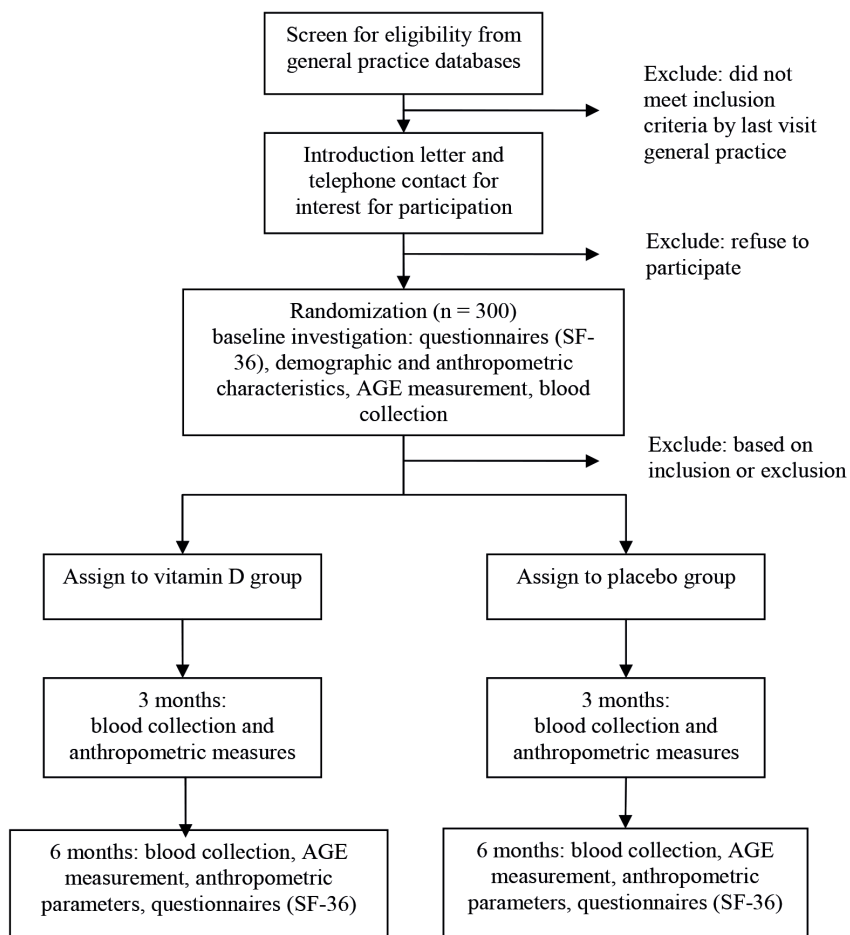 Screen for eligibility from
general practice databases
Exclude: did not
meet inclusion
criteria by last visit
general practice
Introduction letter and
telephone contact for
interest for participation
Exclude: refuse to
participate
Randomization (n = 300)
baseline investigation: questionnaires (SF-
36), demographic and anthropometric
characteristics, AGE measurement, blood
collection
Exclude: based on
inclusion or exclusion
Assign to vitamin D group
Assign to placebo group
3 months:
blood collection and
anthropometric measures
3 months:
blood collection and
anthropometric measures
6 months: blood collection, AGE
measurement, anthropometric
parameters, questionnaires (SF-36)
6 months: blood collection, AGE
measurement, anthropometric
parameters, questionnaires (SF-36)